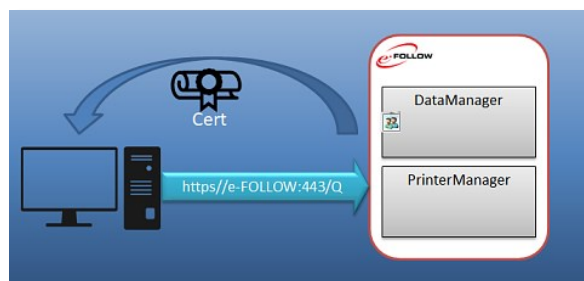 e-FOLLOW
DataManager
Cert
https//e-FOLLOW:443/Q
PrinterManager